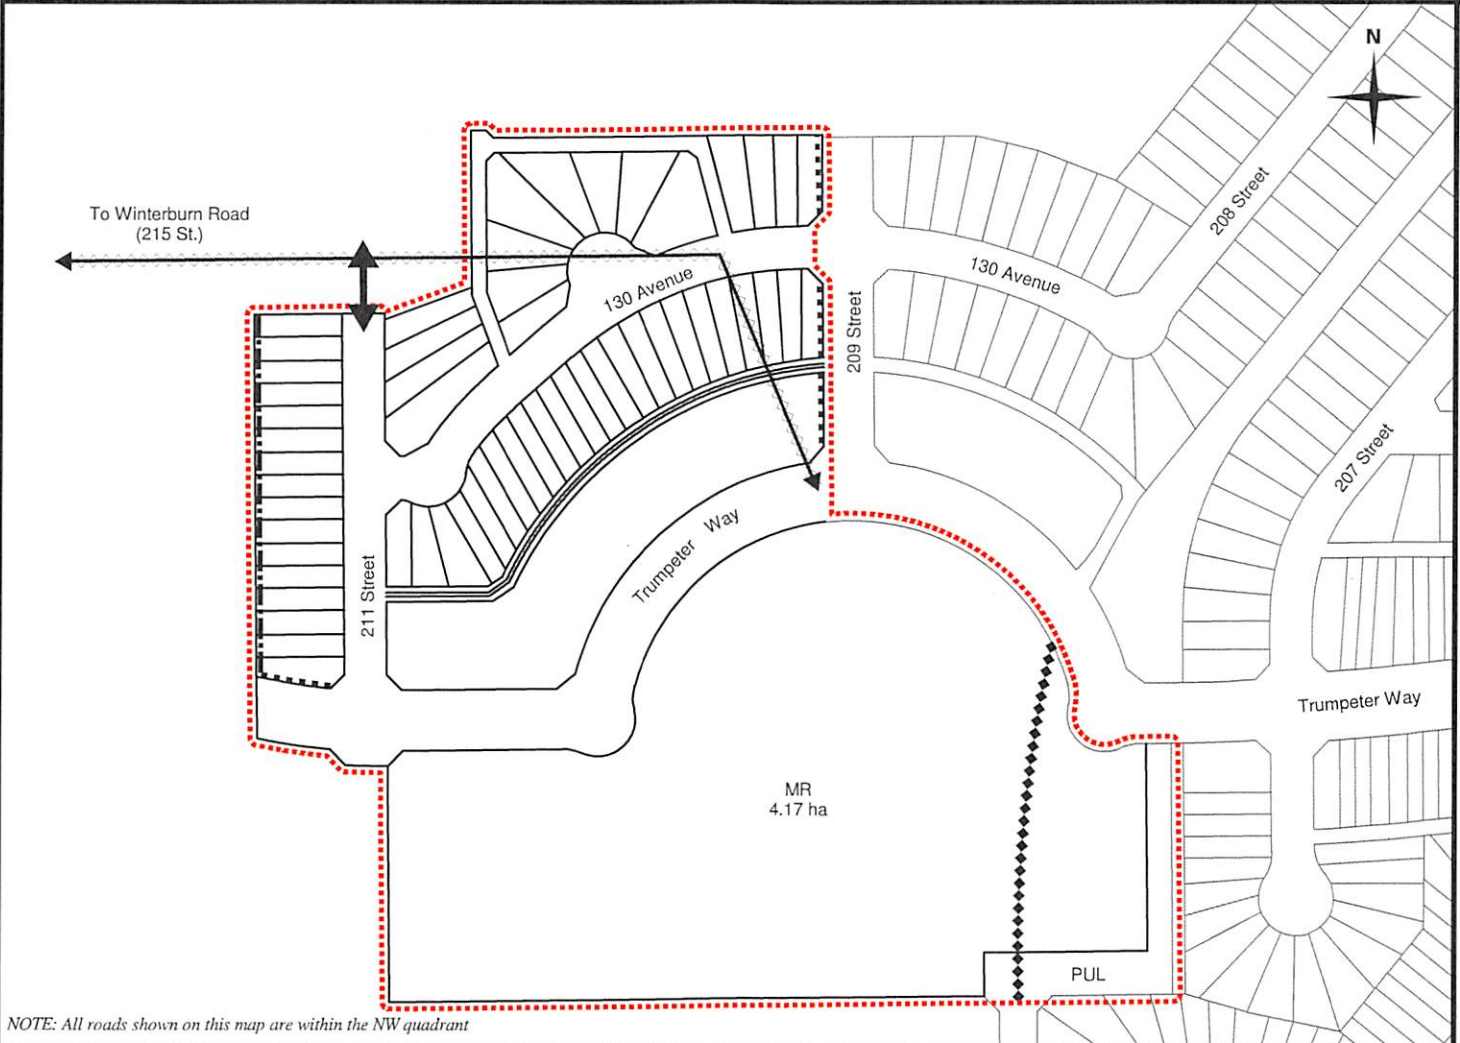 N
To Winterburn Road
(215 St.)
208 Street
130 Avenue
130 Avenue
209 Street
207 Street
Trumpeter Way
211 Street
Trumpeter Way
MR
4.17 ha
PUL
NOTE: All roads shown on this map are within the NW quadrant